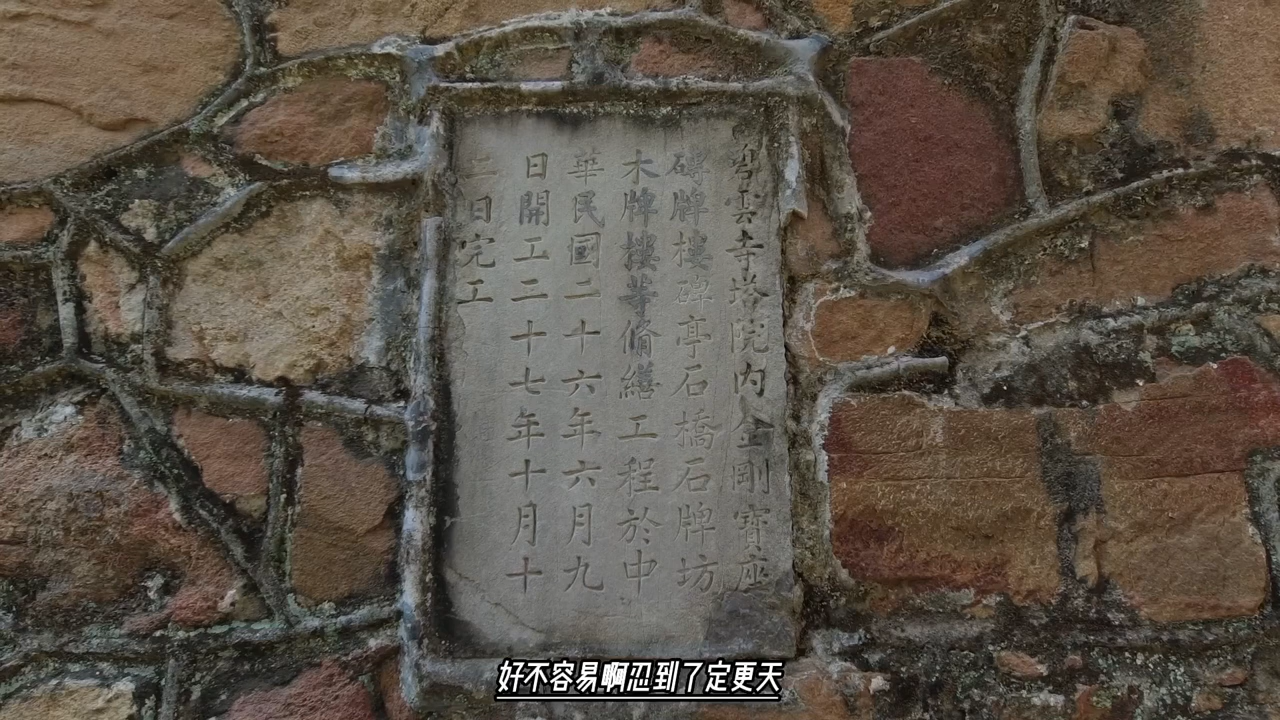 碧雲寺塔院内金剛寶座
磚牌樓碑亭石橋石牌坊
木牌樓等脩繕工程於中
華民國二十六年六月九
日開工二十七年十月十
二日完工
好不容易啊忍到了定更天